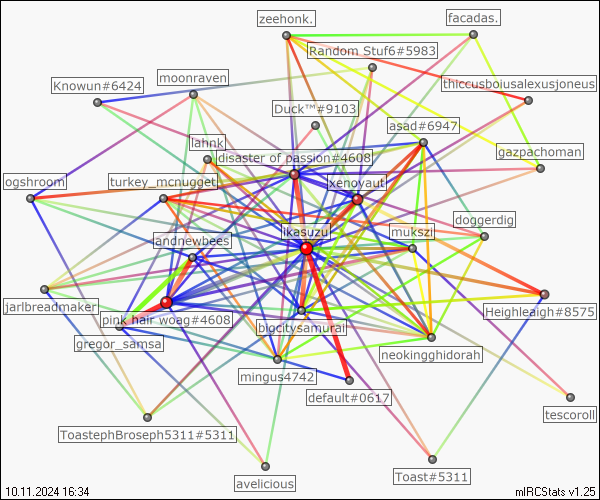 zeehonk.
facadas.
Random Stuf6#5983
moonraven
Knowun#6424
thiccusboiusalexusjoneus
Duck™#9103
asad#6947
lahnk
disaster of passion#4608
gazpachoman
ogshroom
turkey_mcnugget
xenoyaut
doggerdig
ikasuzu
mukszi
andnewbees
jarlbreadmaker
pink hair woag#4608
bigcitysamurai
Heighleaigh#8575
gregor_samsa
neokingghidorah
mingus4742
default#0617
tescoroll
ToastephBroseph5311#5311
avelicious
Toast#5311
10.11.2024 16:34
mIRCStats v1.25